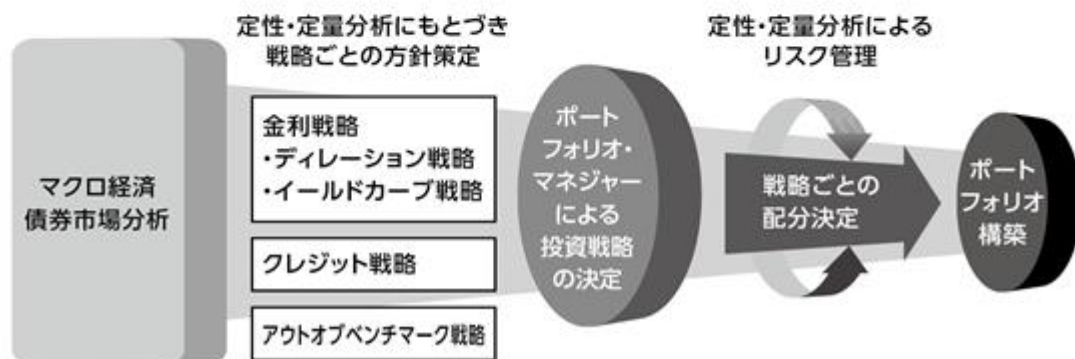 定性・定量分析にもとづき
戦略ごとの方針策定
定性・定量分析による
リスク管理
マクロ経済
債券市場分析
金利戦略
・ディレーション戦略
・イールドカーブ戦略
クレジット戦略
アウトオブベンチマーク戦略
ポート
フォリオ・
マネジャー
による
投資戦略
の決定
戦略ごとの
配分決定
ポート
フォリオ
構築